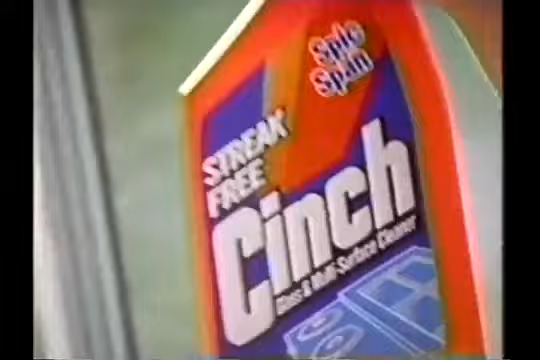 Spic
Span
STREAK
FREE
Cinch
Glass & Multi-Surface Cleaner